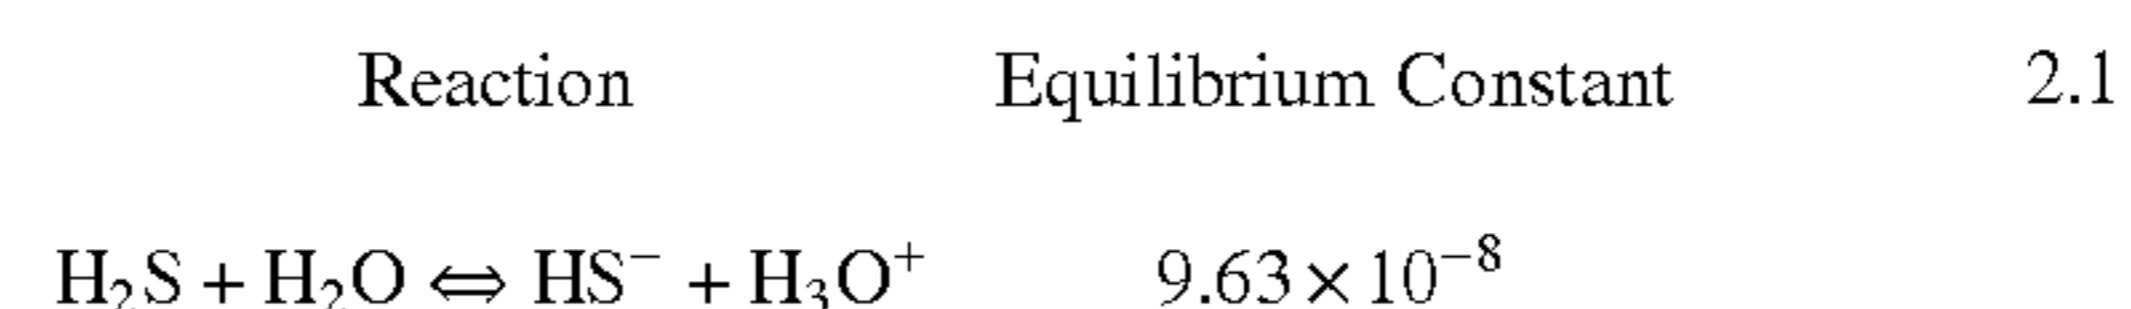 Reaction Equilibrium Constant 2.1
H₂S + H₂O ⇔ HS⁻ + H₃O⁺ 9.63×10⁻⁸